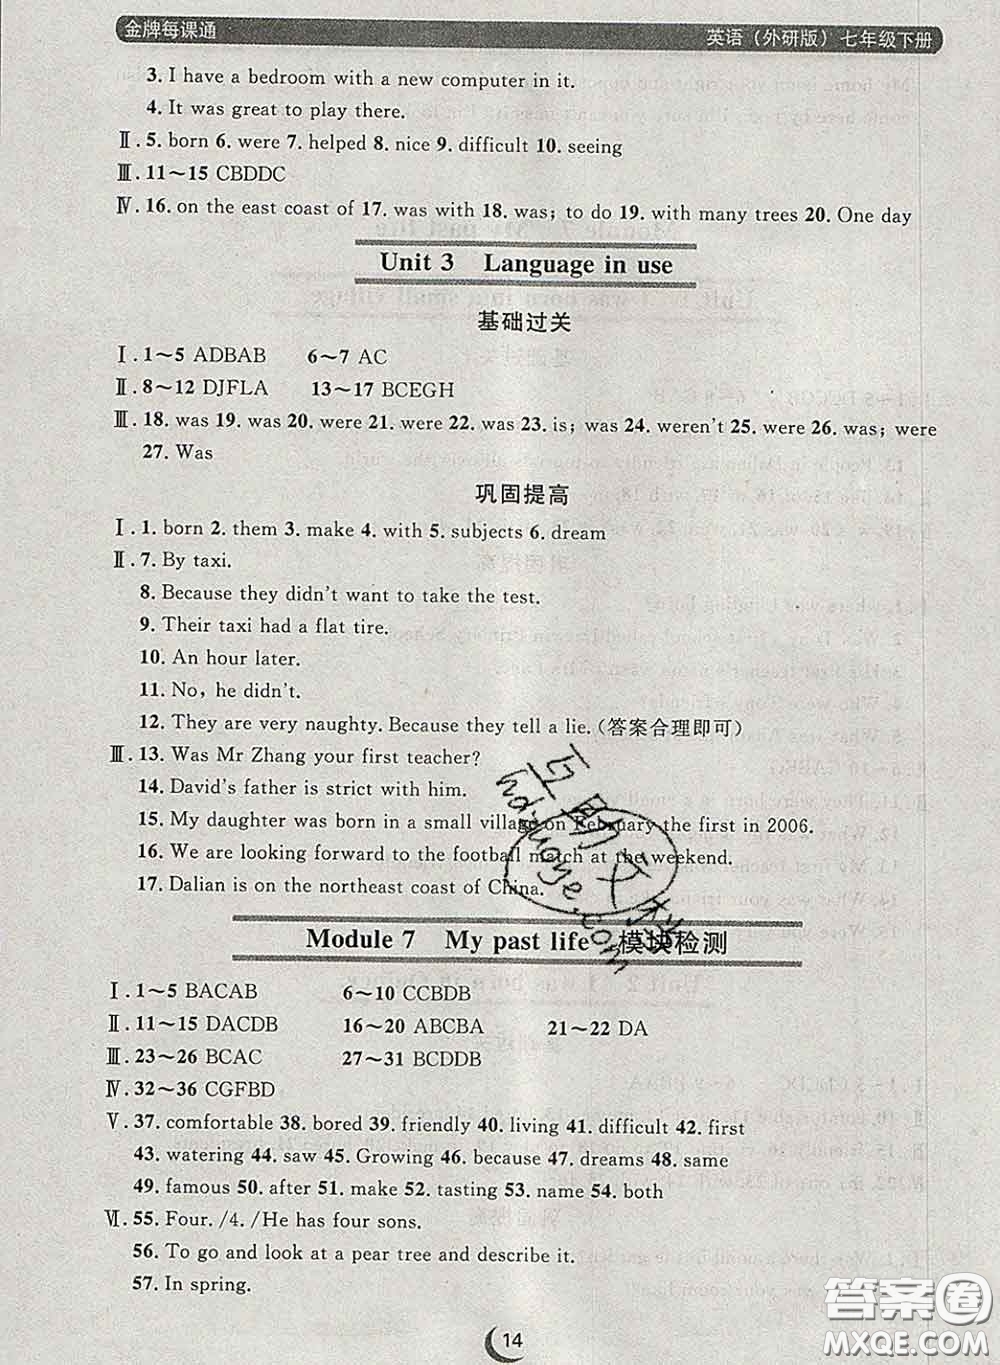 金牌每课通 英语（外研版）七年级下册
3. I have a bedroom with a new computer in it.
4. It was great to play there.
Ⅱ. 5. born 6. were 7. helped 8. nice 9. difficult 10. seeing
Ⅲ. 11～15 CBDDC
Ⅳ. 16. on the east coast of 17. was with 18. was; to do 19. with many trees 20. One day
Unit 3 Language in use
基础过关
Ⅰ. 1～5 ADBAB 6～7 AC
Ⅱ. 8～12 DJFLA 13～17 BCEGH
Ⅲ. 18. was 19. was 20. were 21. were 22. was 23. is; was 24. weren't 25. were 26. was; were
27. Was
巩固提高
Ⅰ. 1. born 2. them 3. make 4. with 5. subjects 6. dream
Ⅱ. 7. By taxi.
8. Because they didn't want to take the test.
9. Their taxi had a flat tire.
10. An hour later.
11. No, he didn't.
12. They are very naughty. Because they tell a lie.（答案合理即可）
Ⅲ. 13. Was Mr Zhang your first teacher?
14. David's father is strict with him.
15. My daughter was born in a small village on February the first in 2006.
16. We are looking forward to the football match at the weekend.
17. Dalian is on the northeast coast of China.
Module 7 My past life 模块检测
Ⅰ. 1～5 BACAB 6～10 CCBDB
Ⅱ. 11～15 DACDB 16～20 ABCBA 21～22 DA
Ⅲ. 23～26 BCAC 27～31 BCDDB
Ⅳ. 32～36 CGFBD
Ⅴ. 37. comfortable 38. bored 39. friendly 40. living 41. difficult 42. first
43. watering 44. saw 45. Growing 46. because 47. dreams 48. same
49. famous 50. after 51. make 52. tasting 53. name 54. both
Ⅵ. 55. Four. /4. /He has four sons.
56. To go and look at a pear tree and describe it.
57. In spring.
14
答案圈
MXQE.COM